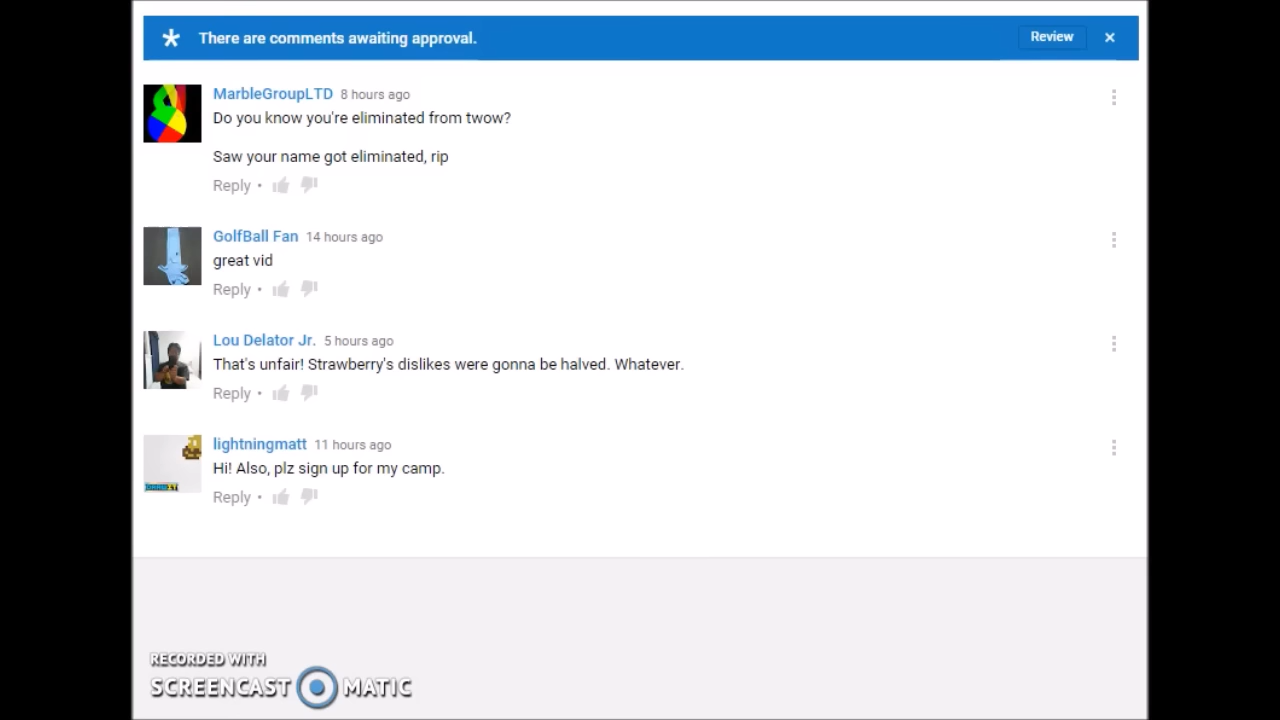 There are comments awaiting approval.
Review
MarbleGroupLTD 8 hours ago
Do you know you're eliminated from twow?
Saw your name got eliminated, rip
Reply •
GolfBall Fan 14 hours ago
great vid
Reply •
Lou Delator Jr. 5 hours ago
That's unfair! Strawberry's dislikes were gonna be halved. Whatever.
Reply •
lightningmatt 11 hours ago
Hi! Also, plz sign up for my camp.
Reply •
RECORDED WITH
SCREENCAST MATIC